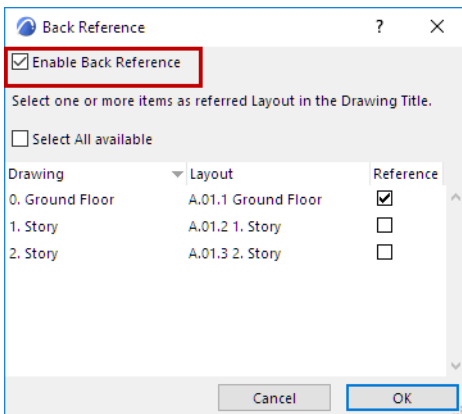 Back Reference
Enable Back Reference
Select one or more items as referred Layout in the Drawing Title.
Select All available
Drawing Layout Reference
0. Ground Floor A.01.1 Ground Floor
1. Story A.01.2 1. Story
2. Story A.01.3 2. Story
Cancel OK